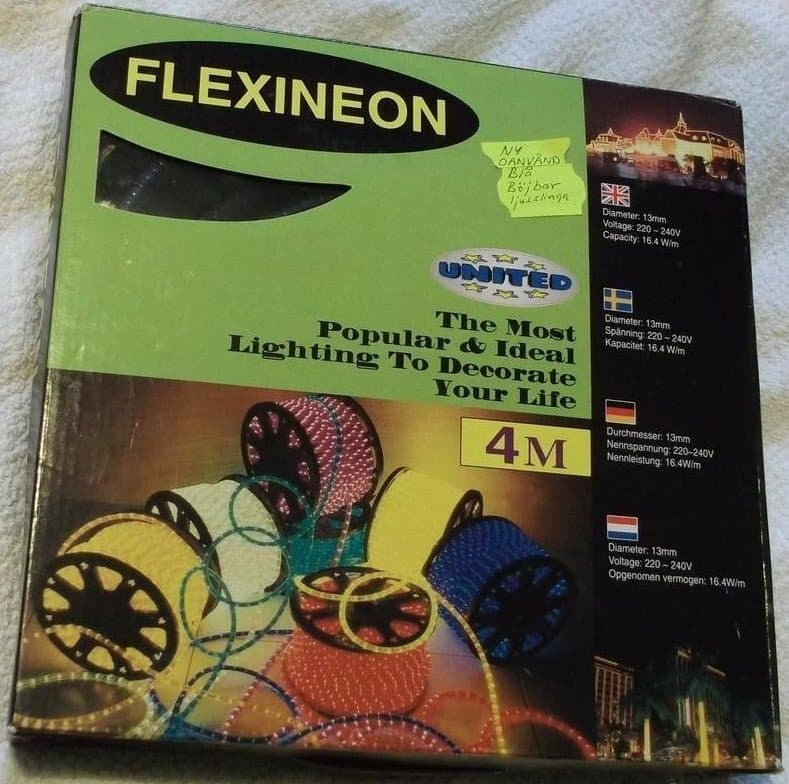 FLEXINEON
NY
OANVÄND
Blå
Böjbar
ljusslinga
UNITED
The Most
Popular & Ideal
Lighting To Decorate
Your Life
4M
Diameter: 13mm
Voltage: 220 ~ 240V
Capacity: 16.4 W/m
Diameter: 13mm
Spänning: 220 ~ 240V
Kapacitet: 16.4 W/m
Durchmesser: 13mm
Nennspannung: 220~240V
Nennleistung: 16.4W/m
Diameter: 13mm
Voltage: 220 ~ 240V
Opgenomen vermogen: 16.4W/m